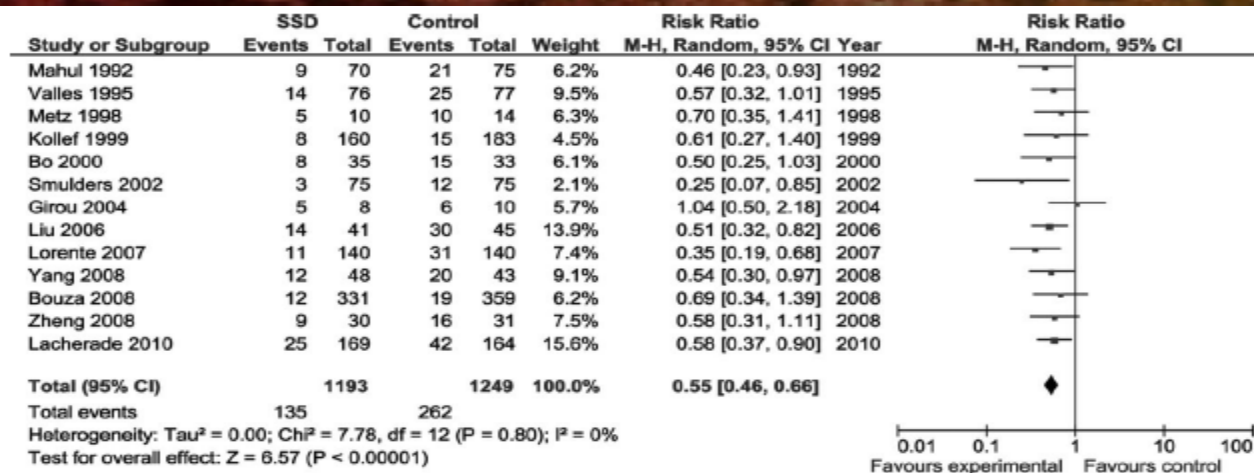 SSD Control Risk Ratio Risk Ratio
Study or Subgroup Events Total Events Total Weight M-H, Random, 95% CI Year M-H, Random, 95% CI
Mahul 1992 9 70 21 75 6.2% 0.46 [0.23, 0.93] 1992
Valles 1995 14 76 25 77 9.5% 0.57 [0.32, 1.01] 1995
Metz 1998 5 10 10 14 6.3% 0.70 [0.35, 1.41] 1998
Kollef 1999 8 160 15 183 4.5% 0.61 [0.27, 1.40] 1999
Bo 2000 8 35 15 33 6.1% 0.50 [0.25, 1.03] 2000
Smulders 2002 3 75 12 75 2.1% 0.25 [0.07, 0.85] 2002
Girou 2004 5 8 6 10 5.7% 1.04 [0.50, 2.18] 2004
Liu 2006 14 41 30 45 13.9% 0.51 [0.32, 0.82] 2006
Lorente 2007 11 140 31 140 7.4% 0.35 [0.19, 0.68] 2007
Yang 2008 12 48 20 43 9.1% 0.54 [0.30, 0.97] 2008
Bouza 2008 12 331 19 359 6.2% 0.69 [0.34, 1.39] 2008
Zheng 2008 9 30 16 31 7.5% 0.58 [0.31, 1.11] 2008
Lacherade 2010 25 169 42 164 15.6% 0.58 [0.37, 0.90] 2010
Total (95% CI) 1193 1249 100.0% 0.55 [0.46, 0.66]
Total events 135 262
Heterogeneity: Tau² = 0.00; Chi² = 7.78, df = 12 (P = 0.80); I² = 0%
Test for overall effect: Z = 6.57 (P < 0.00001)
0.01 0.1 1 10 100
Favours experimental Favours control